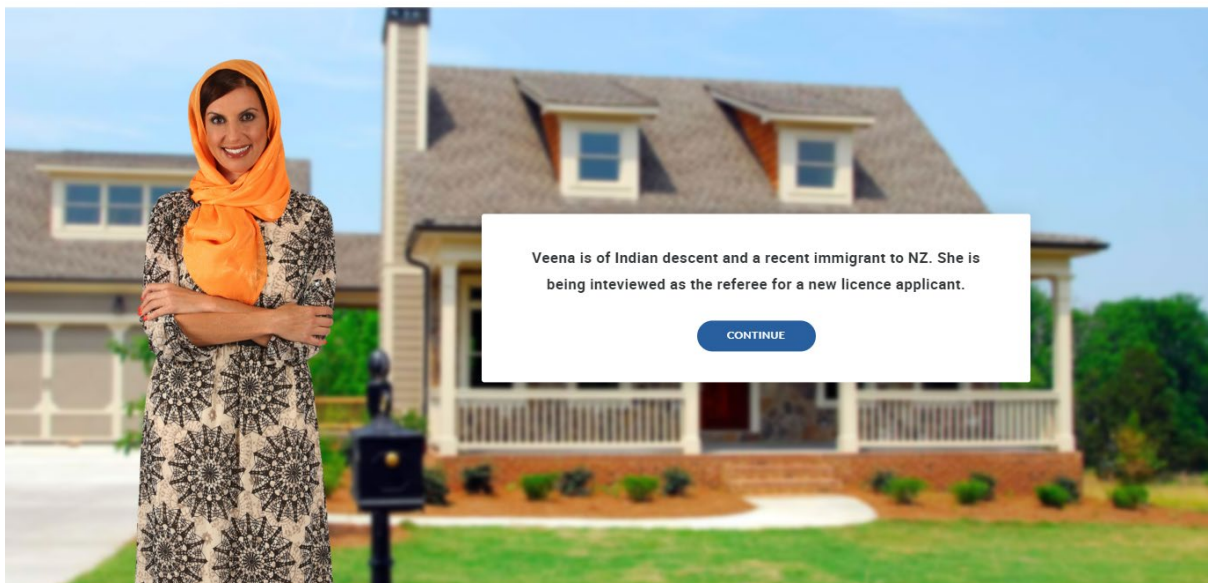 Veena is of Indian descent and a recent immigrant to NZ. She is
being inteviewed as the referee for a new licence applicant.
CONTINUE